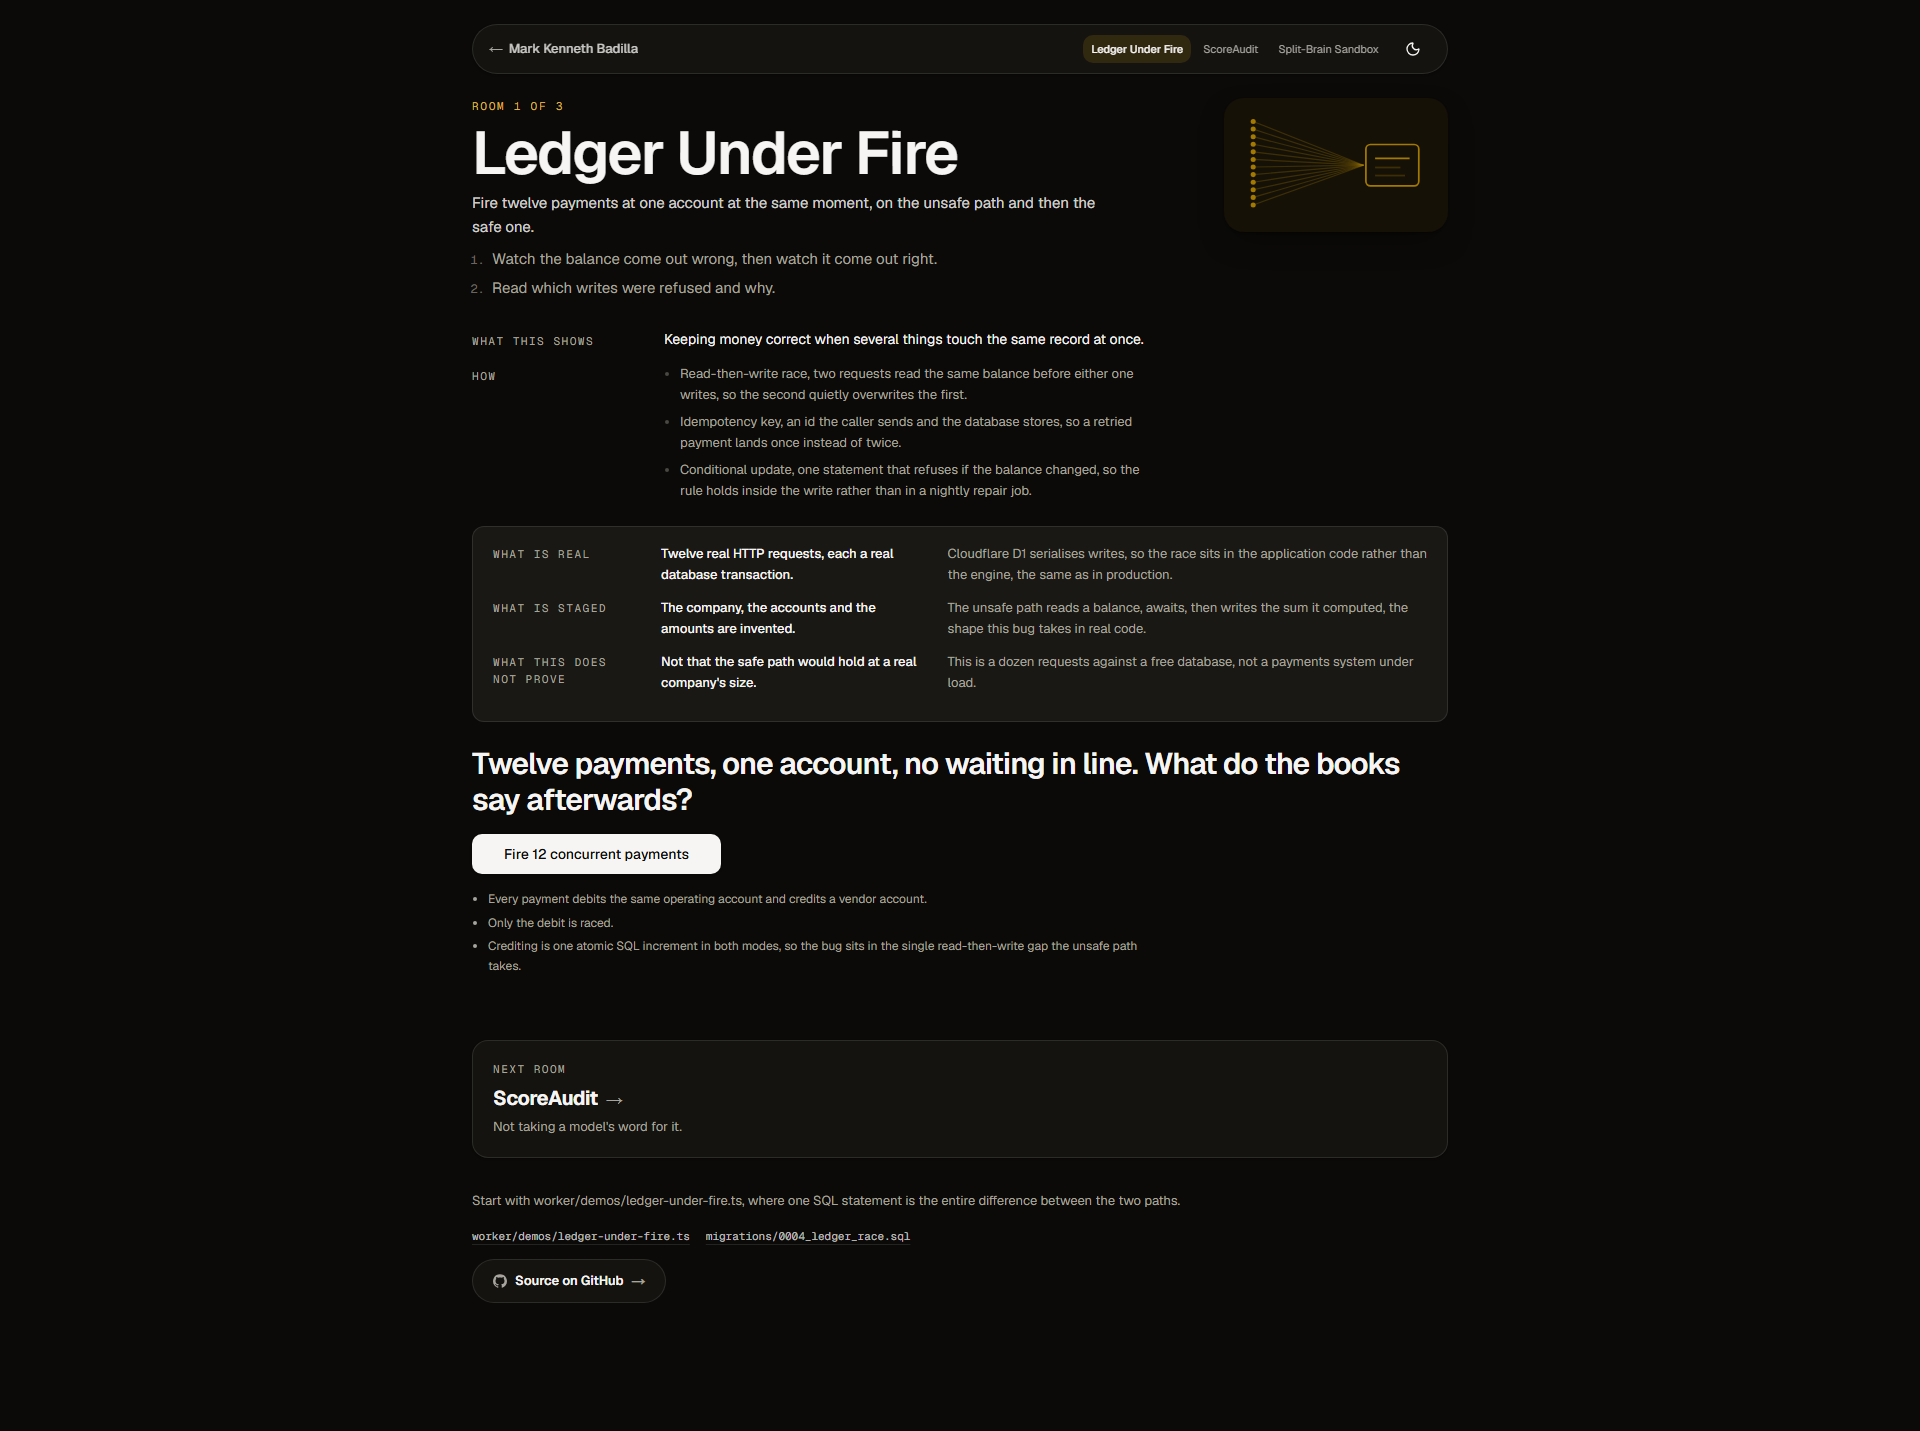 ← Mark Kenneth Badilla
Ledger Under Fire
ScoreAudit
Split-Brain Sandbox
ROOM 1 OF 3
Ledger Under Fire
Fire twelve payments at one account at the same moment, on the unsafe path and then the
safe one.
1. Watch the balance come out wrong, then watch it come out right.
2. Read which writes were refused and why.
WHAT THIS SHOWS
Keeping money correct when several things touch the same record at once.
HOW
• Read-then-write race, two requests read the same balance before either one
writes, so the second quietly overwrites the first.
• Idempotency key, an id the caller sends and the database stores, so a retried
payment lands once instead of twice.
• Conditional update, one statement that refuses if the balance changed, so the
rule holds inside the write rather than in a nightly repair job.
WHAT IS REAL
Twelve real HTTP requests, each a real
database transaction.
Cloudflare D1 serialises writes, so the race sits in the application code rather than
the engine, the same as in production.
WHAT IS STAGED
The company, the accounts and the
amounts are invented.
The unsafe path reads a balance, awaits, then writes the sum it computed, the
shape this bug takes in real code.
WHAT THIS DOES
NOT PROVE
Not that the safe path would hold at a real
company's size.
This is a dozen requests against a free database, not a payments system under
load.
Twelve payments, one account, no waiting in line. What do the books
say afterwards?
Fire 12 concurrent payments
• Every payment debits the same operating account and credits a vendor account.
• Only the debit is raced.
• Crediting is one atomic SQL increment in both modes, so the bug sits in the single read-then-write gap the unsafe path
takes.
NEXT ROOM
ScoreAudit →
Not taking a model's word for it.
Start with worker/demos/ledger-under-fire.ts, where one SQL statement is the entire difference between the two paths.
worker/demos/ledger-under-fire.ts
migrations/0004_ledger_race.sql
Source on GitHub →